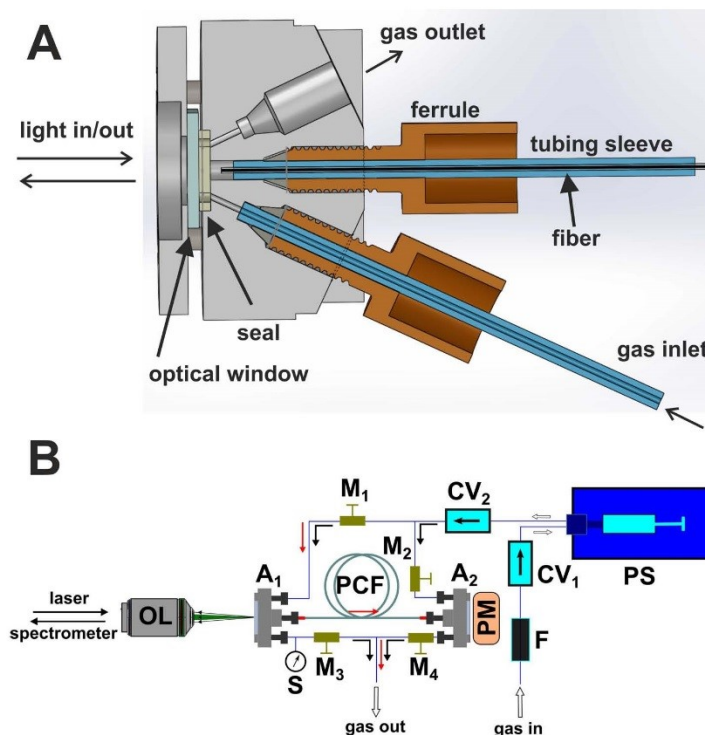 A
gas outlet
light in/out
ferrule
tubing sleeve
fiber
seal
optical window
gas inlet
B
M1
CV2
M2
A1
PCF
A2
CV1
PS
laser
OL
spectrometer
PM
F
S
M3
M4
gas out
gas in